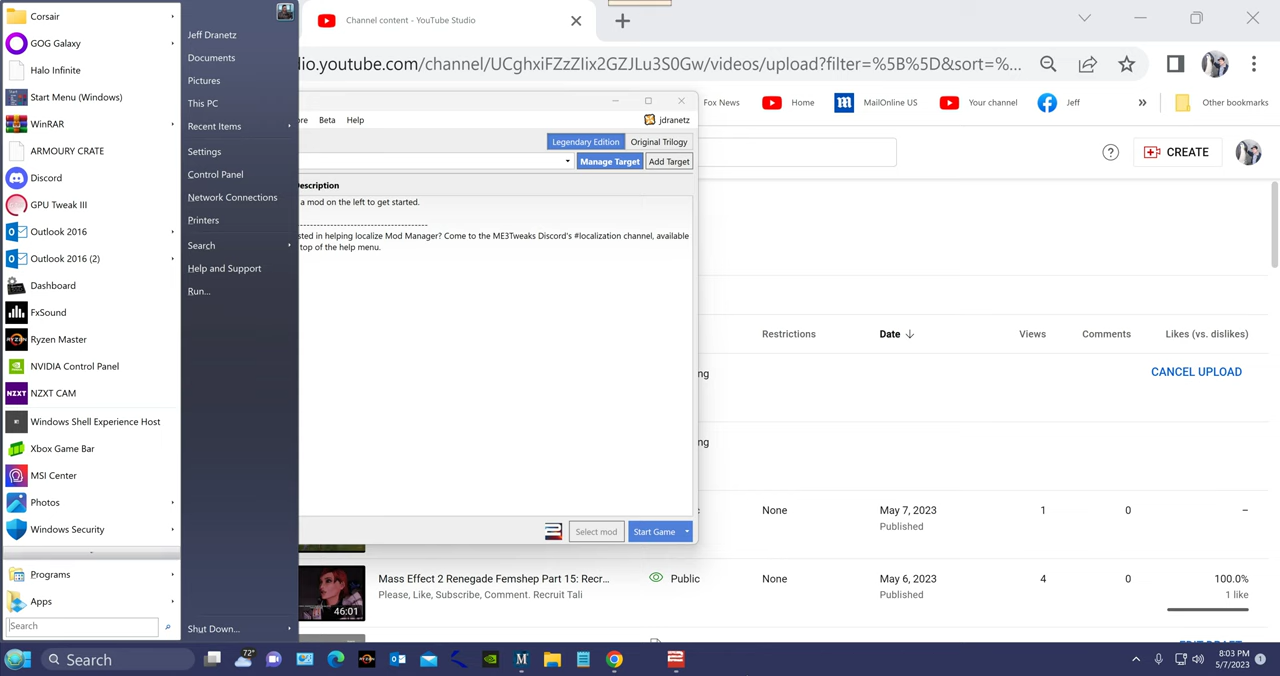 Corsair
GOG Galaxy
Halo Infinite
Start Menu (Windows)
WinRAR
ARMOURY CRATE
Discord
GPU Tweak III
Outlook 2016
Outlook 2016 (2)
Dashboard
FxSound
Ryzen Master
NVIDIA Control Panel
NZXT CAM
Windows Shell Experience Host
Xbox Game Bar
MSI Center
Photos
Windows Security
Programs
Apps
Search
Jeff Dranetz
Documents
Pictures
This PC
Recent Items
Settings
Control Panel
Network Connections
Printers
Search
Help and Support
Run...
Shut Down...
Channel content - YouTube Studio
dio.youtube.com/channel/UCghxiFZzZIix2GZJLu3S0Gw/videos/upload?filter=%5B%5D&sort=%...
Fox News
Home
MailOnline US
Your channel
Jeff
»
Other bookmarks
Beta Help
jdranetz
Legendary Edition Original Trilogy
Manage Target Add Target
escription
a mod on the left to get started.
----------------------------------------
sted in helping localize Mod Manager? Come to the ME3Tweaks Discord's #localization channel, available
top of the help menu.
Select mod Start Game
CREATE
Restrictions Date Views Comments Likes (vs. dislikes)
ng CANCEL UPLOAD
ng
None May 7, 2023 1 0 –
Published
Mass Effect 2 Renegade Femshep Part 15: Recr... Public None May 6, 2023 4 0 100.0%
Please, Like, Subscribe, Comment. Recruit Tali Published 1 like
46:01
Search
72°
8:03 PM
5/7/2023